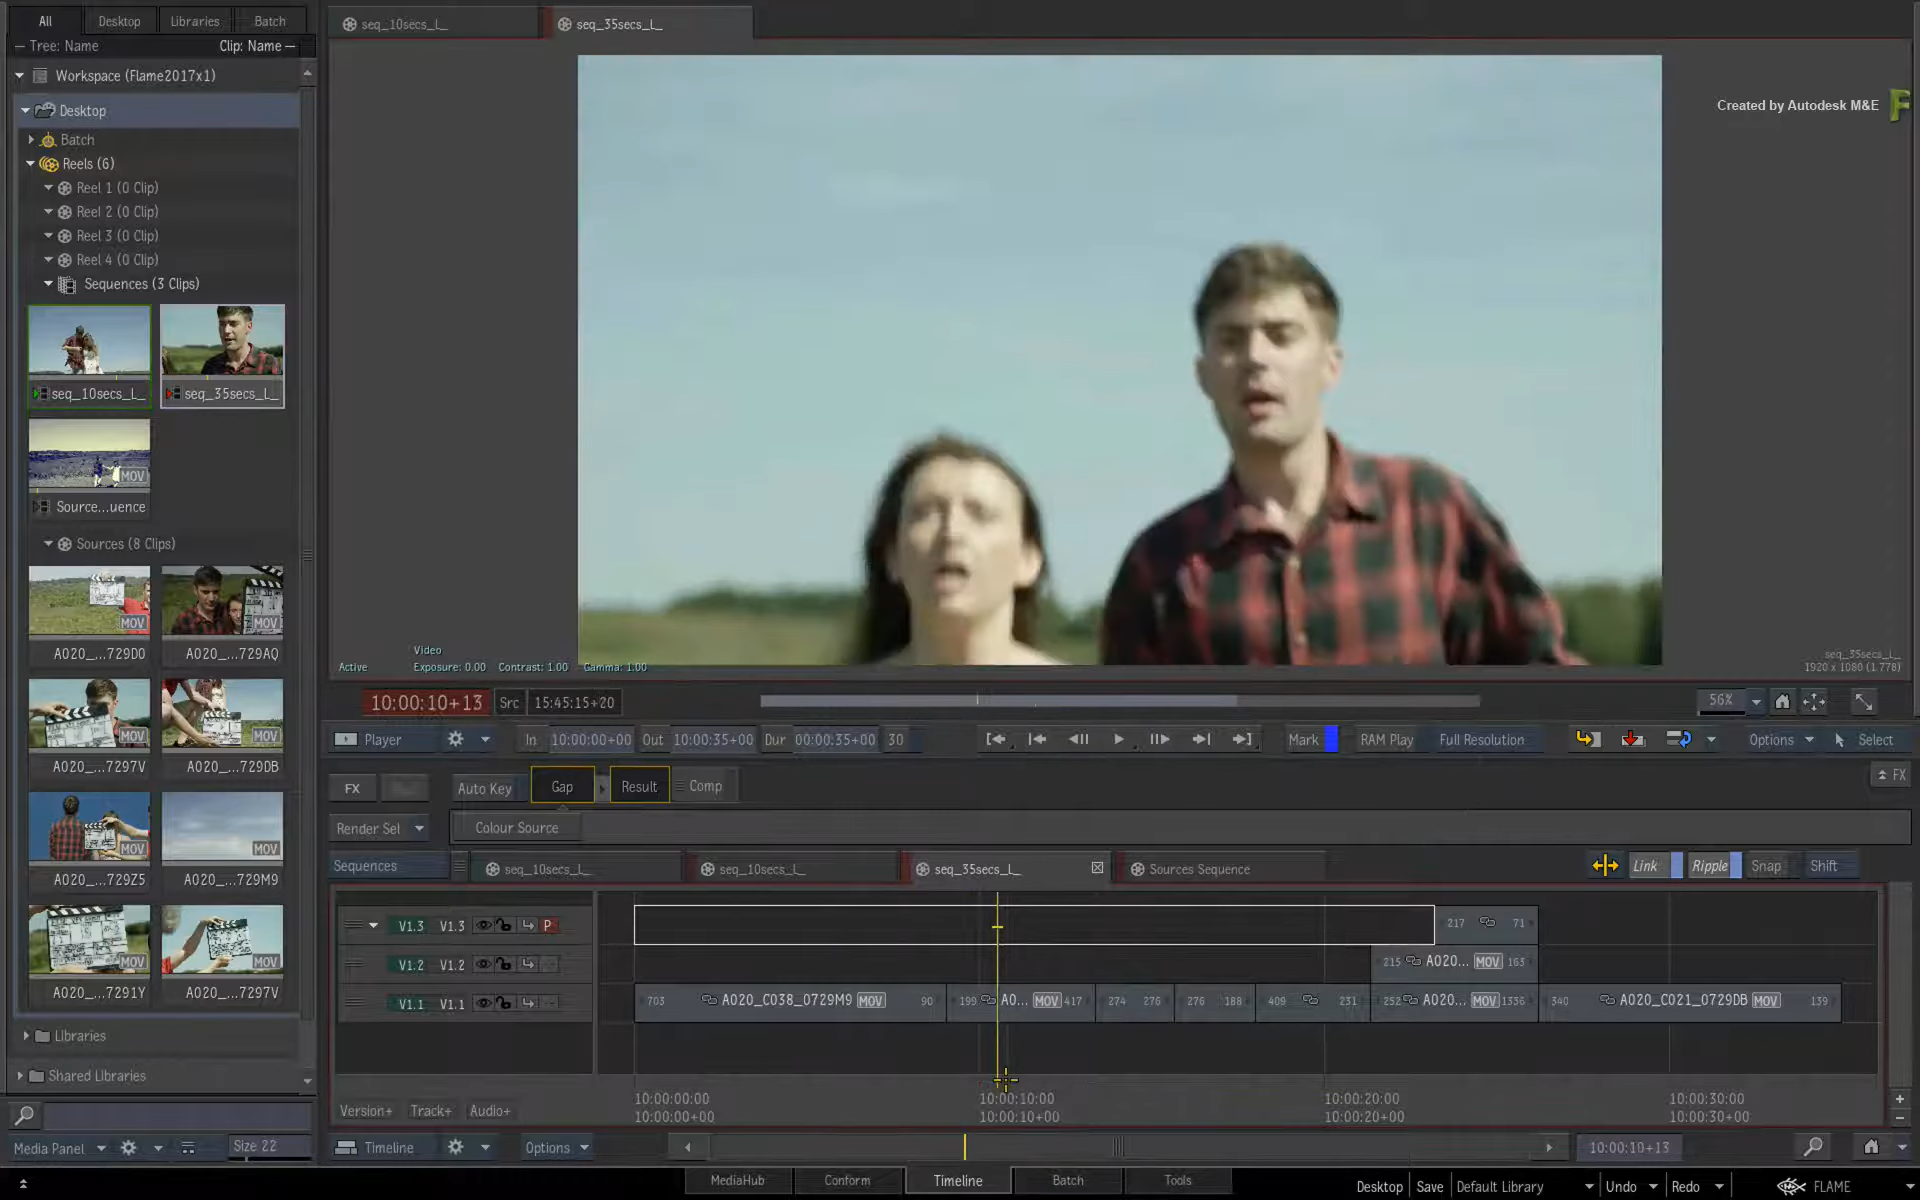 All
Desktop
Libraries
Batch
Tree: Name
Clip: Name
Workspace (Flame2017x1)
Desktop
Batch
Reels (6)
Reel 1 (0 Clip)
Reel 2 (0 Clip)
Reel 3 (0 Clip)
Reel 4 (0 Clip)
Sequences (3 Clips)
seq_10secs_L_
seq_35secs_L_
MOV
Source...uence
Sources (8 Clips)
MOV
MOV
A020_...729D0
A020_...729AQ
MOV
MOV
A020_...7297V
A020_...729DB
MOV
MOV
A020_...729Z5
A020_...729M9
A020_...7291Y
A020_...7297V
Libraries
Shared Libraries
Media Panel
Size 22
seq_10secs_L_
seq_35secs_L_
Created by Autodesk M&E
Video
Active
Exposure: 0.00
Contrast: 1.00
Gamma: 1.00
seq_35secs_L_
1920 x 1080 (1.778)
10:00:10+13
Src
15:45:15+20
56%
Player
In
10:00:00+00
Out
10:00:35+00
Dur
00:00:35+00
30
Mark
RAM Play
Full Resolution
Options
Select
FX
Auto Key
Gap
Result
Comp
FX
Render Sel
Colour Source
Sequences
seq_10secs_L_
seq_10secs_L_
seq_35secs_L_
Sources Sequence
Link
Ripple
Snap
Shift
V1.3
V1.3
P
217
71
V1.2
V1.2
215
A020...
MOV
163
V1.1
V1.1
703
A020_C038_0729M9
MOV
90
199
A0...
MOV
417
274
276
276
188
409
231
252
A020...
MOV
1336
340
A020_C021_0729DB
MOV
139
10:00:00:00
10:00:10:00
10:00:20:00
10:00:30:00
10:00:00+00
10:00:10+00
10:00:20+00
10:00:30+00
Version+
Track+
Audio+
Timeline
Options
10:00:10+13
MediaHub
Conform
Timeline
Batch
Tools
Desktop
Save
Default Library
Undo
Redo
FLAME